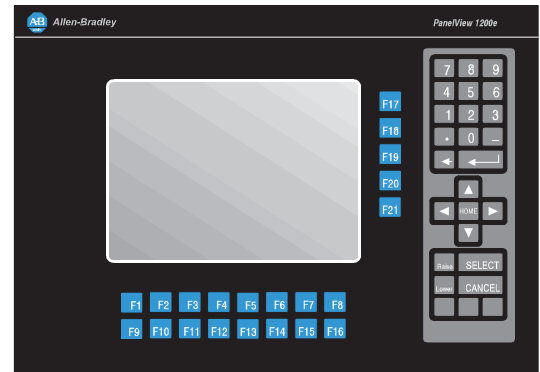 AB Allen-Bradley
PanelView 1200e
7 8 9
4 5 6
1 2 3
. 0 –
F17
F18
F19
F20
F21
HOME
Raise SELECT
Lower CANCEL
F1 F2 F3 F4 F5 F6 F7 F8
F9 F10 F11 F12 F13 F14 F15 F16